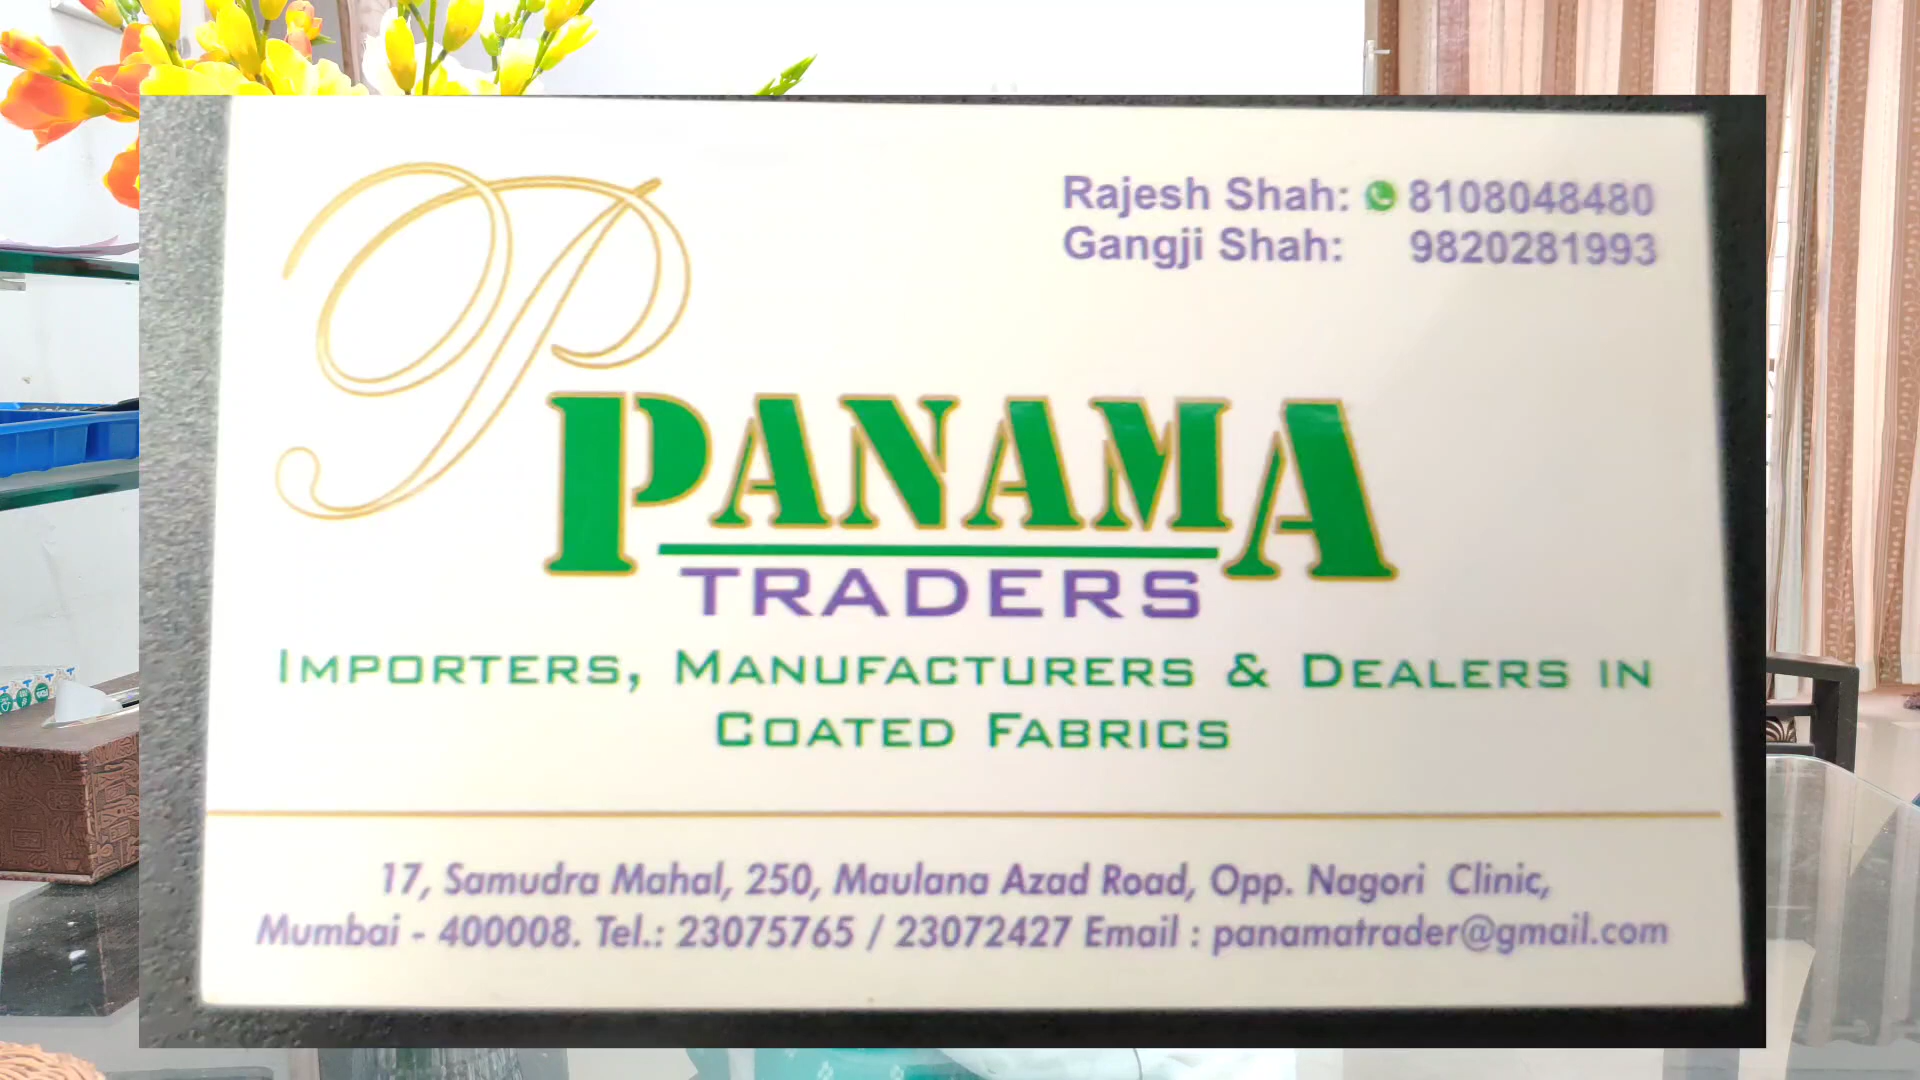 Rajesh Shah: 8108048480
Gangji Shah: 9820281993
P
PANAMA
TRADERS
IMPORTERS, MANUFACTURERS & DEALERS IN
COATED FABRICS
17, Samudra Mahal, 250, Maulana Azad Road, Opp. Nagori Clinic,
Mumbai - 400008. Tel.: 23075765 / 23072427 Email : panamatrader@gmail.com